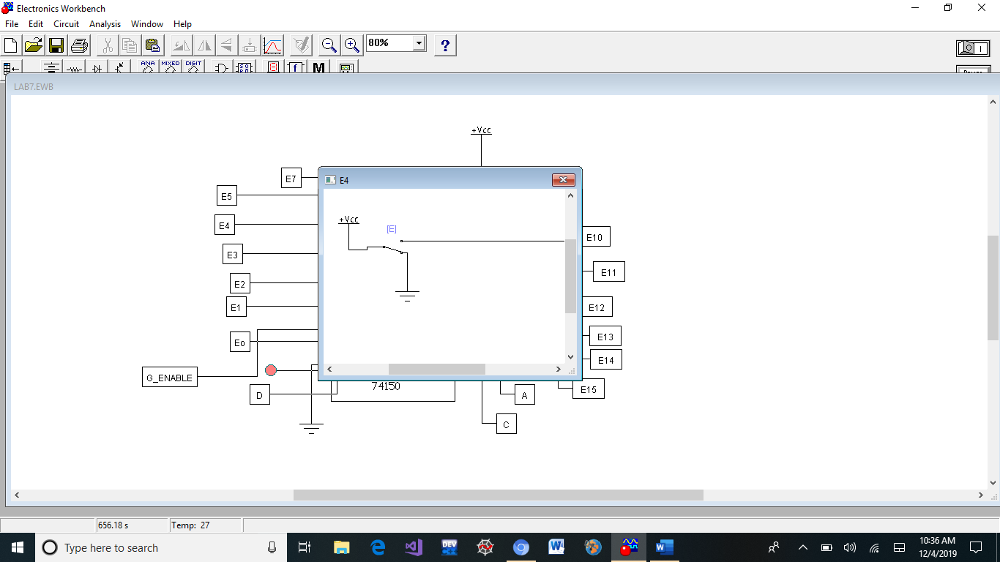 Electronics Workbench
File Edit Circuit Analysis Window Help
80%
?
ANA MIXED DIGIT
f M
LAB7.EWB
+Vcc
E7
E5
E4
E3
E2
E1
Eo
G_ENABLE
D
E4
+Vcc
[E]
74150
E10
E11
E12
E13
E14
E15
A
C
656.18 s Temp: 27
Type here to search
DEV
W
W
10:36 AM
12/4/2019